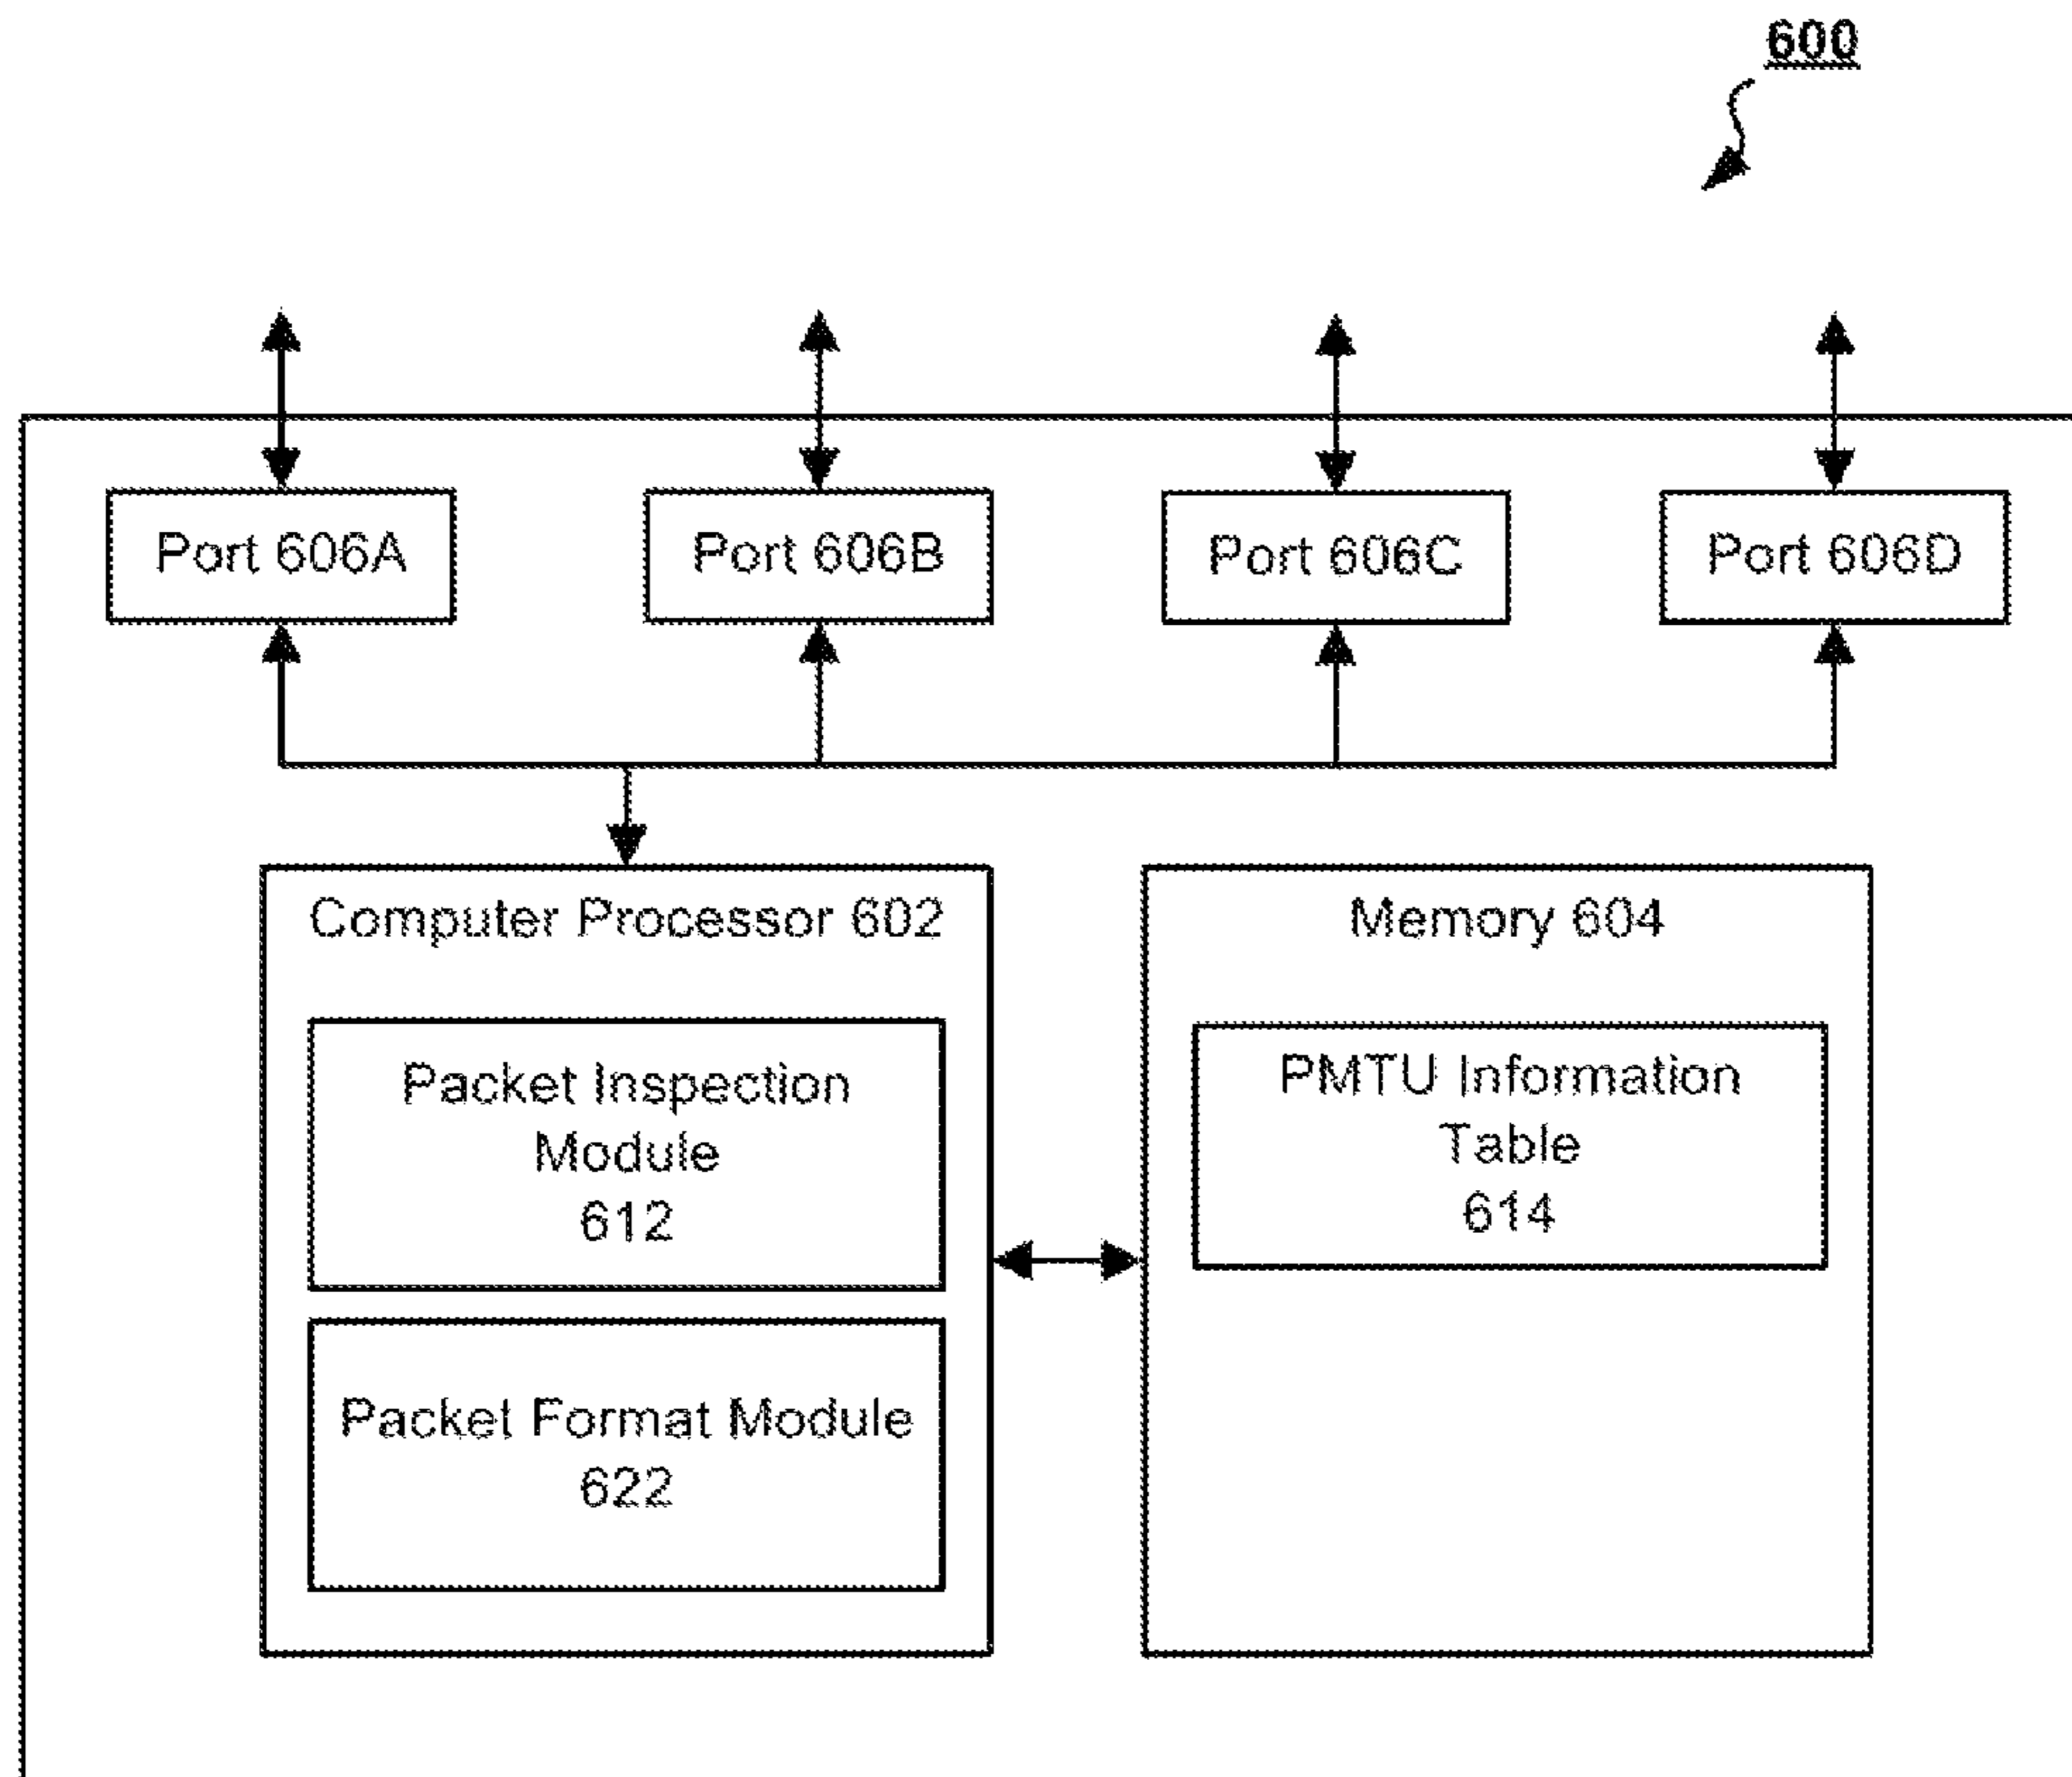 600
Port 606A
Port 606B
Port 606C
Port 606D
Computer Processor 602
Packet Inspection
Module
612
Packet Format Module
622
Memory 604
PMTU Information
Table
614